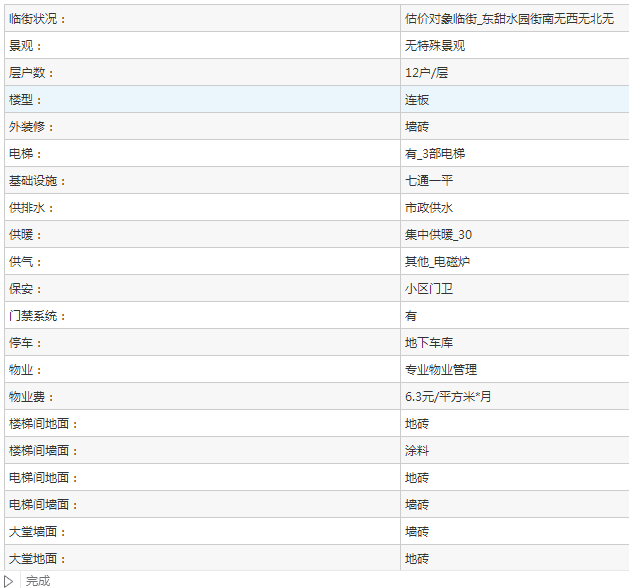 临街状况： 估价对象临街_东甜水园街南无西无北无
景观： 无特殊景观
层户数： 12户/层
楼型： 连板
外装修： 墙砖
电梯： 有_3部电梯
基础设施： 七通一平
供排水： 市政供水
供暖： 集中供暖_30
供气： 其他_电磁炉
保安： 小区门卫
门禁系统： 有
停车： 地下车库
物业： 专业物业管理
物业费： 6.3元/平方米*月
楼梯间地面： 地砖
楼梯间墙面： 涂料
电梯间地面： 地砖
电梯间墙面： 墙砖
大堂墙面： 墙砖
大堂地面： 地砖
完成